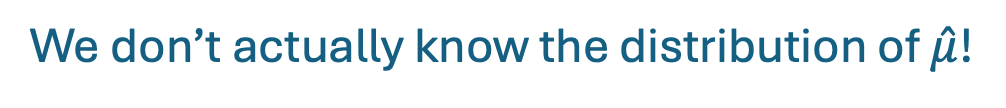 We don’t actually know the distribution of μ̂!